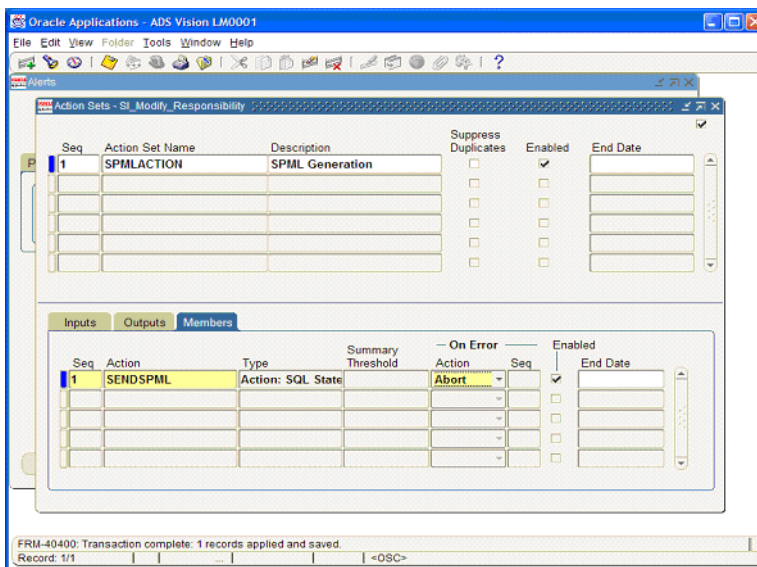 Oracle Applications - ADS Vision LM0001
File Edit View Folder Tools Window Help
Alerts
Action Sets - SI_Modify_Responsibility
Suppress
Seq Action Set Name Description Duplicates Enabled End Date
P
1 SPMLACTION SPML Generation
Inputs Outputs Members
On Error Enabled
Summary
Seq Action Type Threshold Action Seq End Date
1 SENDSPML Action: SQL State Abort
FRM-40400: Transaction complete: 1 records applied and saved.
Record: 1/1 ... <OSC>